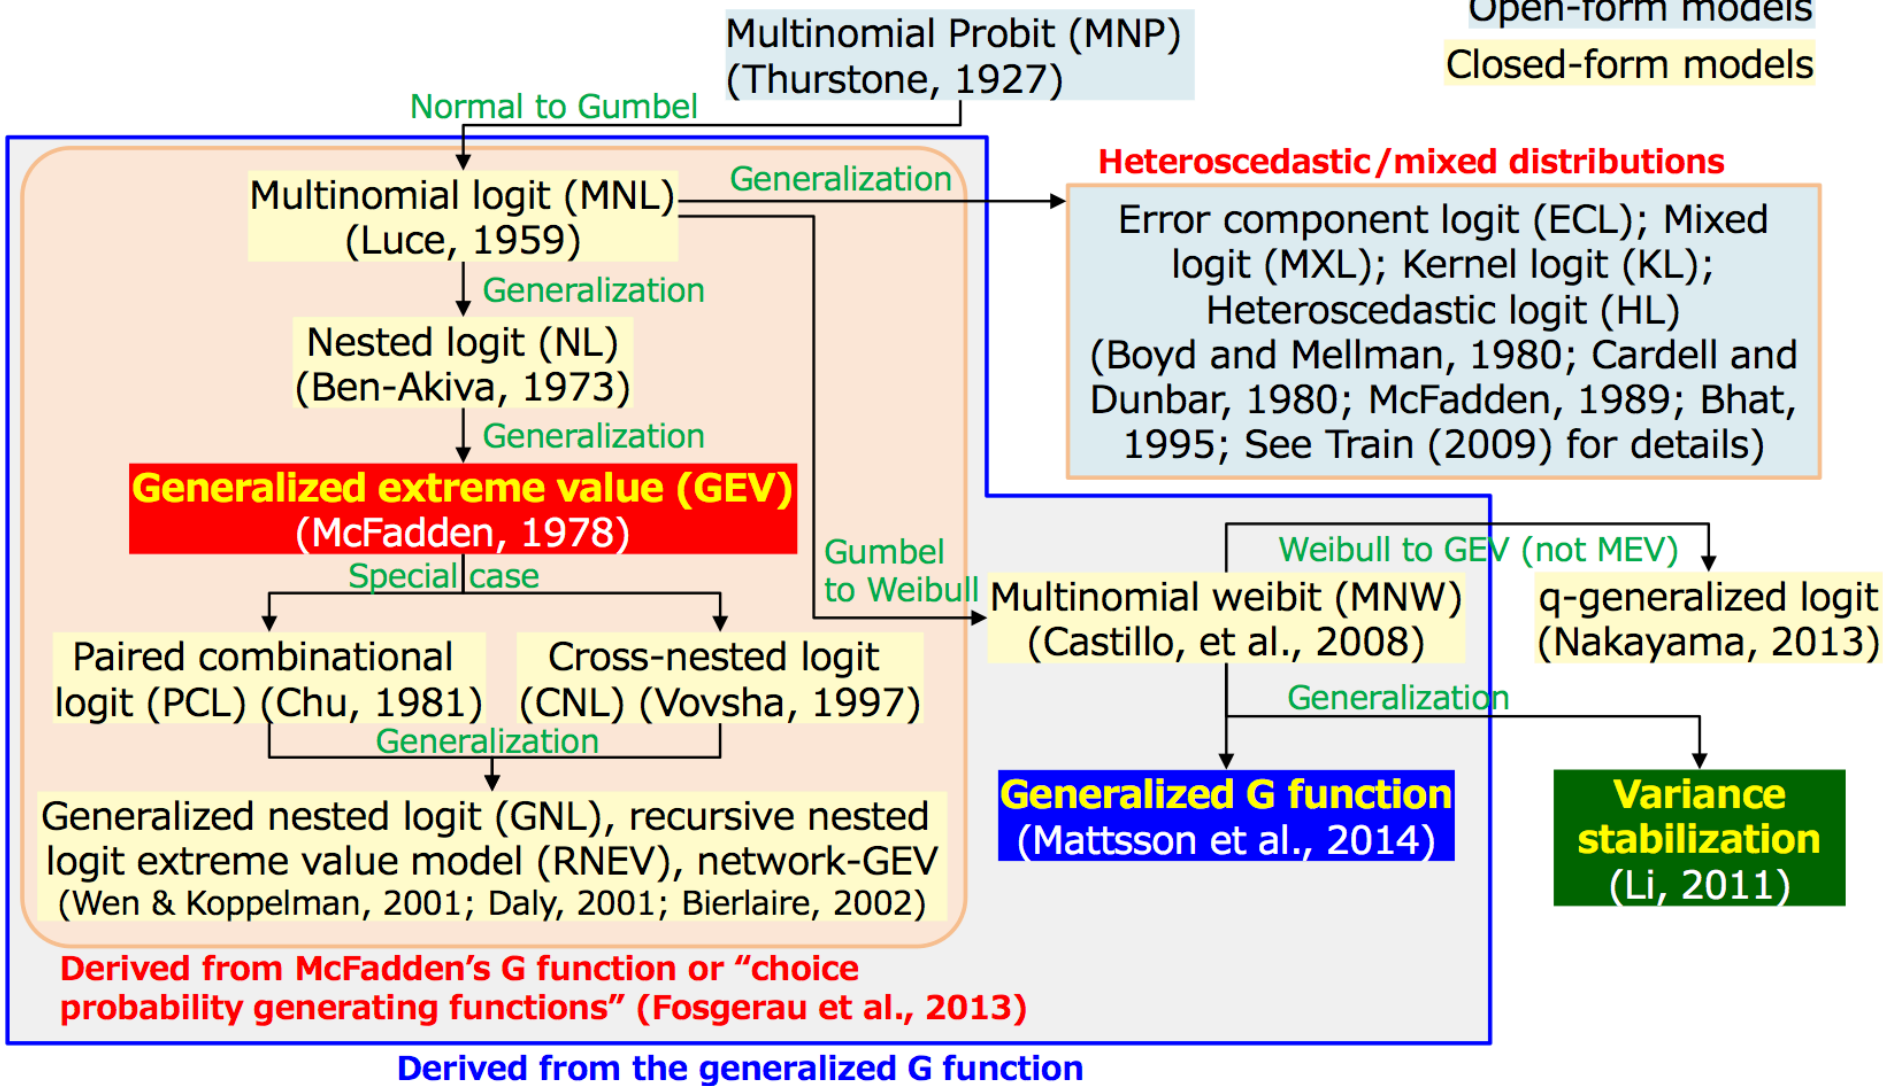 Open-form models
Closed-form models
Multinomial Probit (MNP)
(Thurstone, 1927)
Normal to Gumbel
Multinomial logit (MNL)
(Luce, 1959)
Generalization
Heteroscedastic/mixed distributions
Error component logit (ECL); Mixed
logit (MXL); Kernel logit (KL);
Heteroscedastic logit (HL)
(Boyd and Mellman, 1980; Cardell and
Dunbar, 1980; McFadden, 1989; Bhat,
1995; See Train (2009) for details)
Generalization
Nested logit (NL)
(Ben-Akiva, 1973)
Generalization
Generalized extreme value (GEV)
(McFadden, 1978)
Special case
Paired combinational
logit (PCL) (Chu, 1981)
Cross-nested logit
(CNL) (Vovsha, 1997)
Generalization
Generalized nested logit (GNL), recursive nested
logit extreme value model (RNEV), network-GEV
(Wen & Koppelman, 2001; Daly, 2001; Bierlaire, 2002)
Gumbel
to Weibull
Multinomial weibit (MNW)
(Castillo, et al., 2008)
Weibull to GEV (not MEV)
q-generalized logit
(Nakayama, 2013)
Generalization
Generalized G function
(Mattsson et al., 2014)
Variance
stabilization
(Li, 2011)
Derived from McFadden's G function or “choice
probability generating functions” (Fosgerau et al., 2013)
Derived from the generalized G function